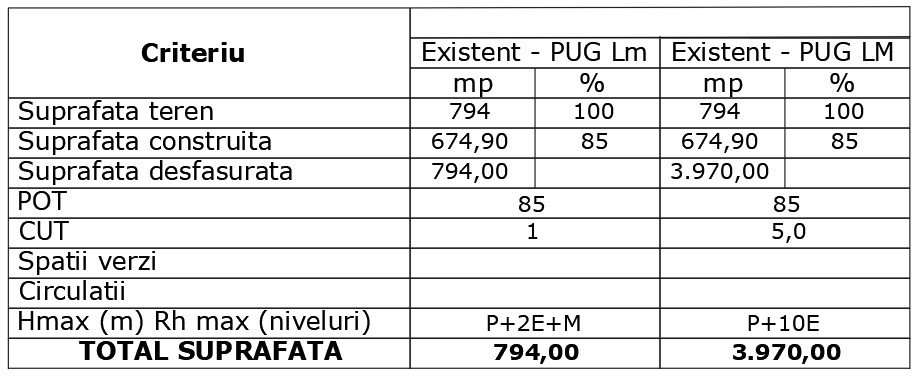 Criteriu
Existent - PUG Lm Existent - PUG LM
mp % mp %
Suprafata teren 794 100 794 100
Suprafata construita 674,90 85 674,90 85
Suprafata desfasurata 794,00 3.970,00
POT 85 85
CUT 1 5,0
Spatii verzi
Circulatii
Hmax (m) Rh max (niveluri) P+2E+M P+10E
TOTAL SUPRAFATA 794,00 3.970,00